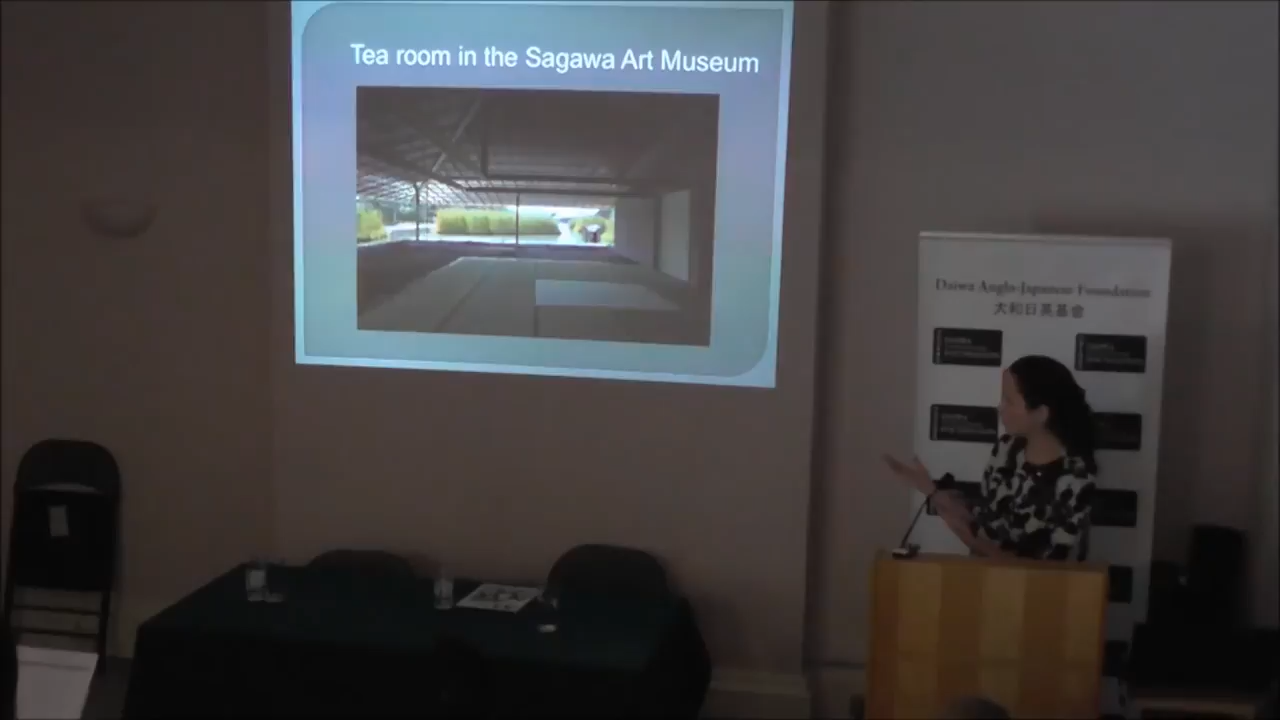 Tea room in the Sagawa Art Museum
Daiwa Anglo-Japanese Foundation
大和日英基金